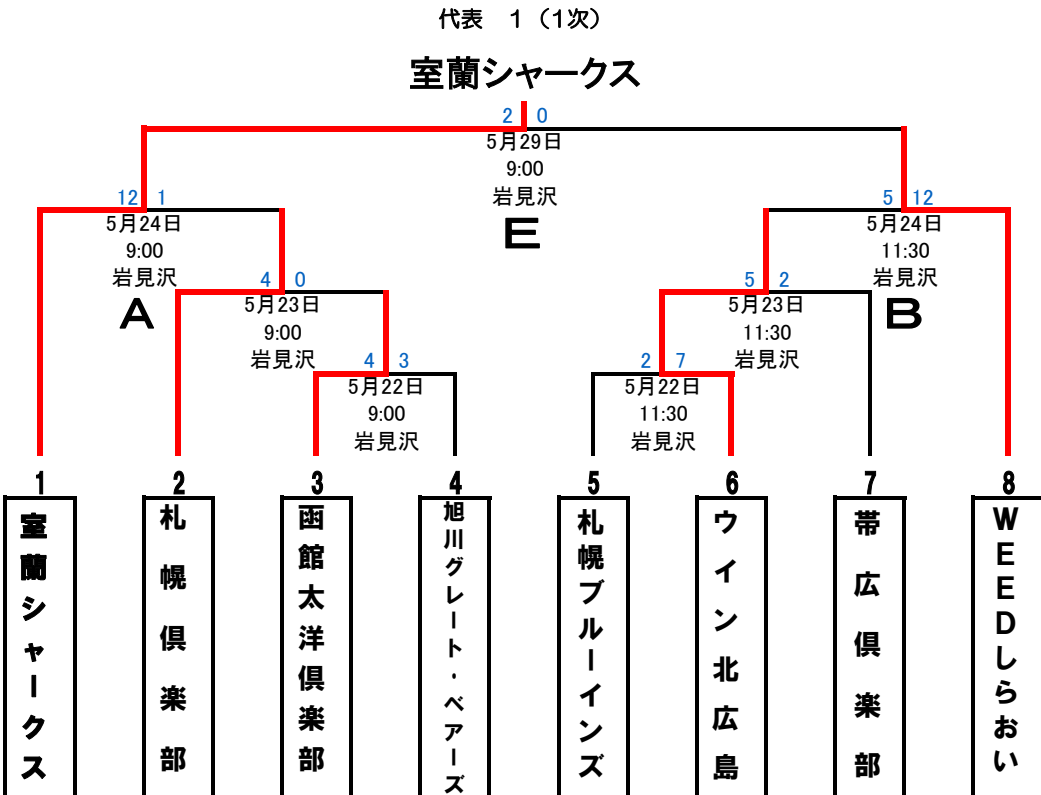 代表　１（１次）
室蘭シャークス
2 0
5月29日
9:00
岩見沢
E
12 1
5月24日
9:00
岩見沢
A
5 12
5月24日
11:30
岩見沢
B
4 0
5月23日
9:00
岩見沢
5 2
5月23日
11:30
岩見沢
4 3
5月22日
9:00
岩見沢
2 7
5月22日
11:30
岩見沢
1
室蘭シャークス
2
札幌倶楽部
3
函館太洋倶楽部
4
旭川グレート・ベアーズ
5
札幌ブルーインズ
6
ウイン北広島
7
帯広倶楽部
8
WEEDしらおい